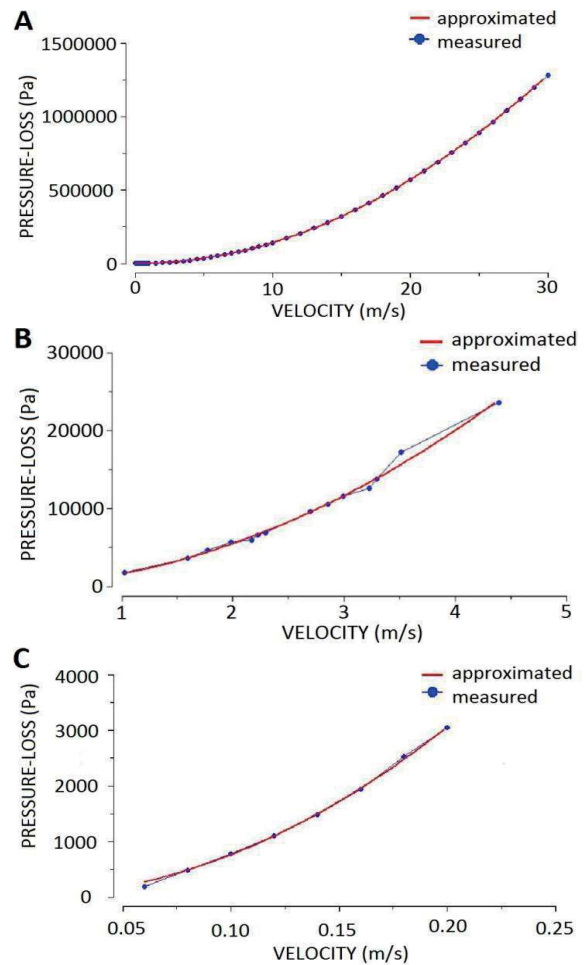 A
approximated
measured
PRESSURE-LOSS (Pa)
1500000
1000000
500000
0
0
10
20
30
VELOCITY (m/s)
B
approximated
measured
PRESSURE-LOSS (Pa)
30000
20000
10000
0
1
2
3
4
5
VELOCITY (m/s)
C
approximated
measured
PRESSURE-LOSS (Pa)
4000
3000
2000
1000
0
0.05
0.10
0.15
0.20
0.25
VELOCITY (m/s)